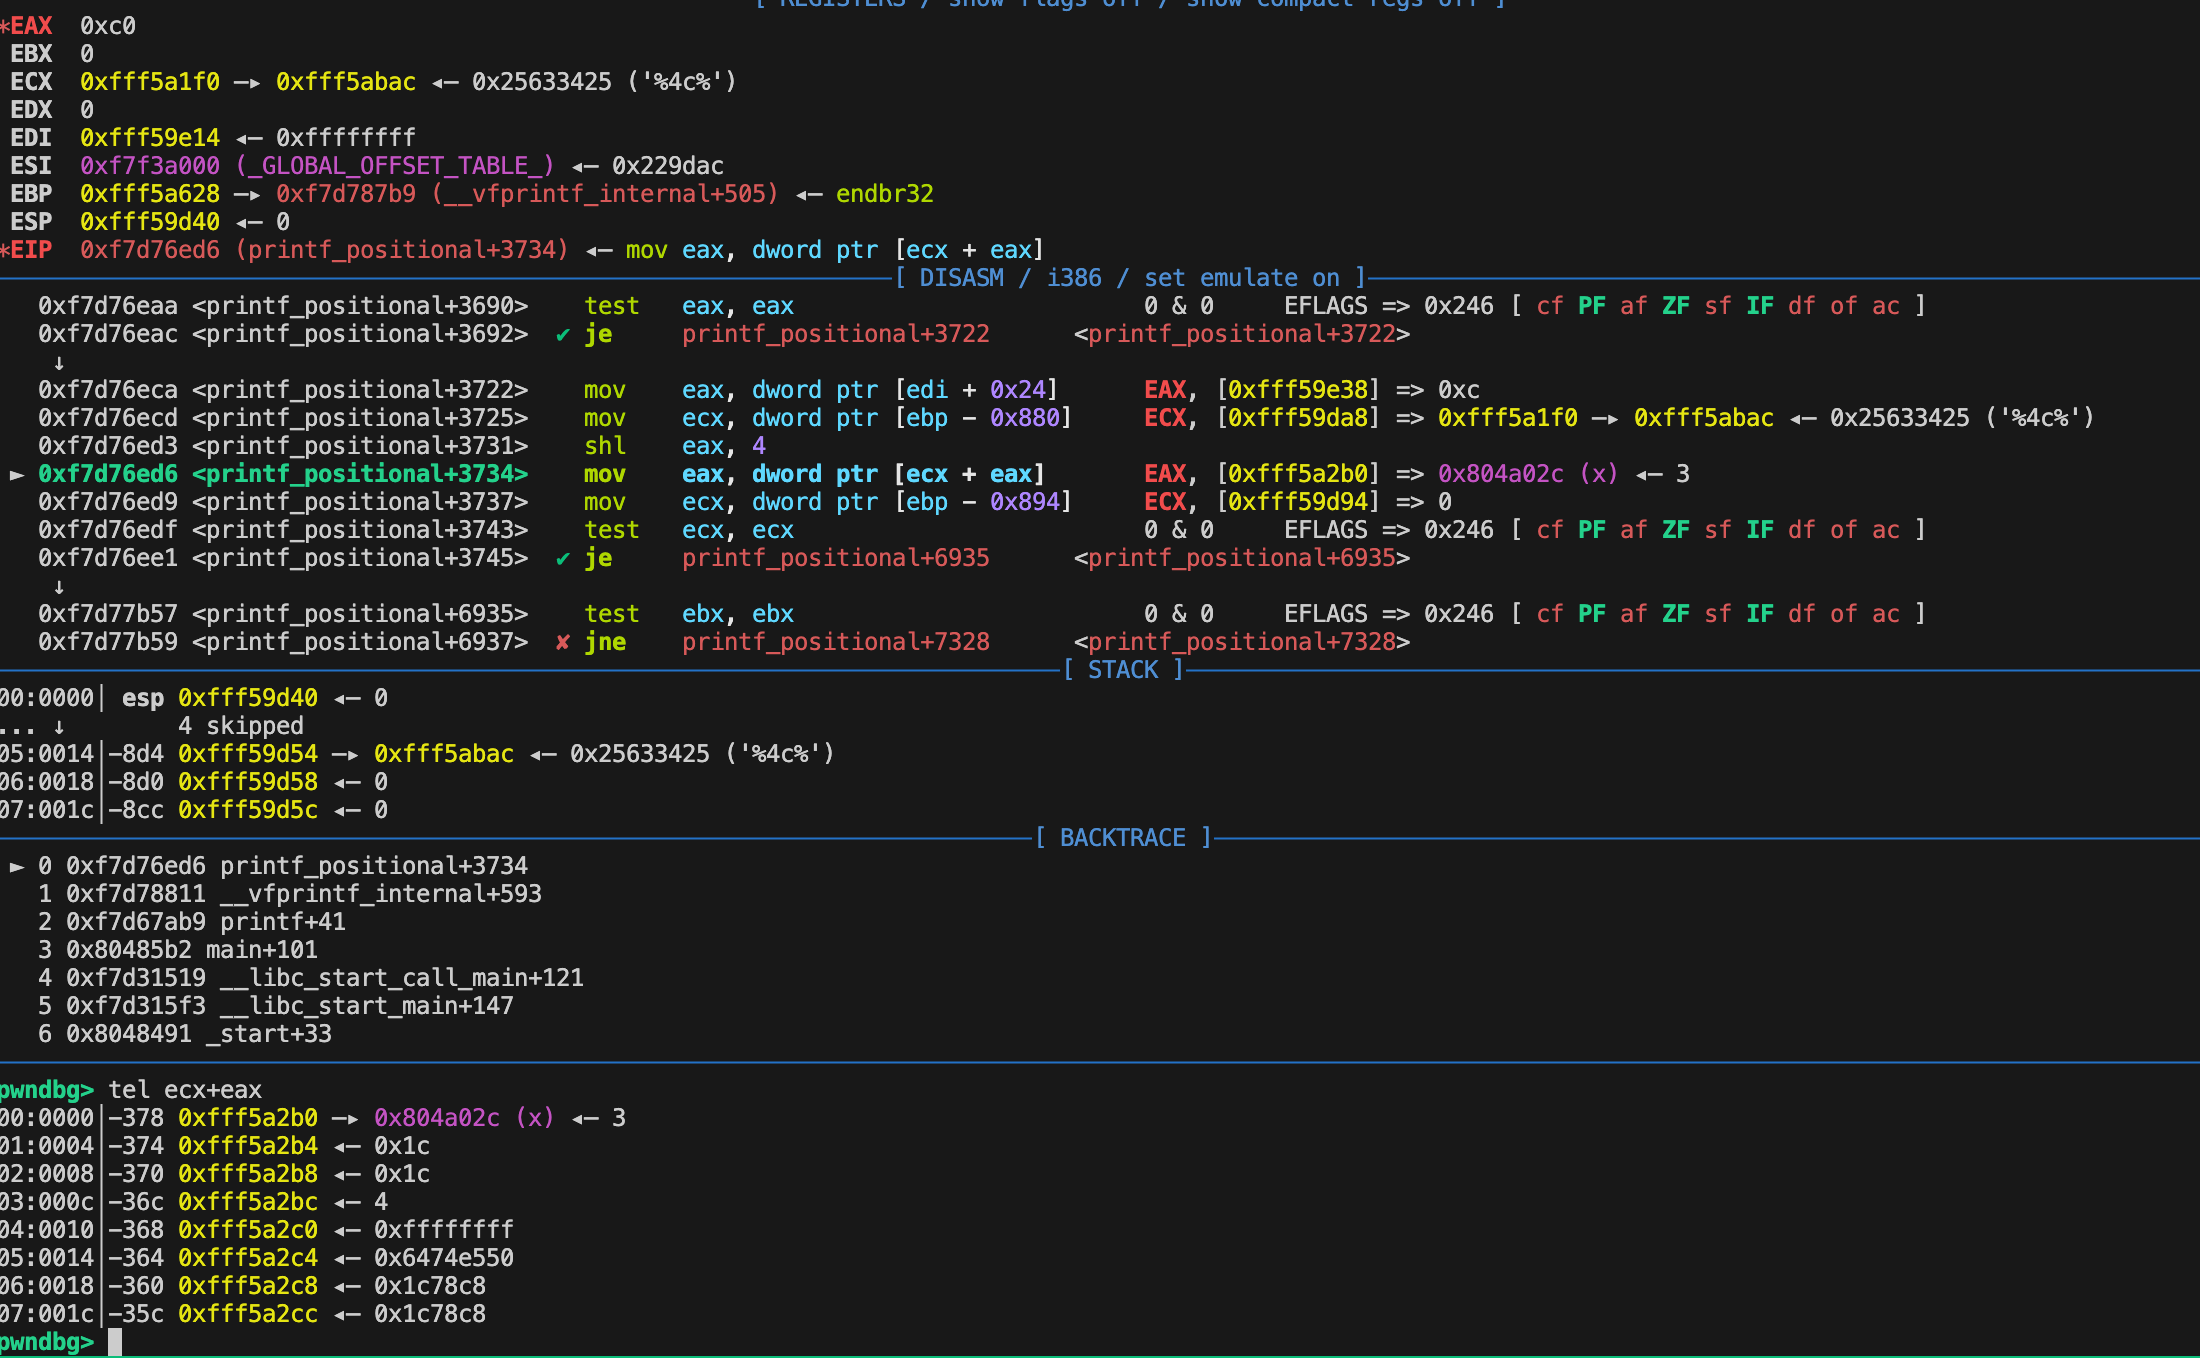 [ REGISTERS / show-flags off / show-compact-regs off ]
*EAX  0xc0
 EBX  0
 ECX  0xfff5a1f0 —▸ 0xfff5abac ◂— 0x25633425 ('%4c%')
 EDX  0
 EDI  0xfff59e14 ◂— 0xffffffff
 ESI  0xf7f3a000 (_GLOBAL_OFFSET_TABLE_) ◂— 0x229dac
 EBP  0xfff5a628 —▸ 0xf7d787b9 (__vfprintf_internal+505) ◂— endbr32
 ESP  0xfff59d40 ◂— 0
*EIP  0xf7d76ed6 (printf_positional+3734) ◂— mov eax, dword ptr [ecx + eax]
[ DISASM / i386 / set emulate on ]
   0xf7d76eaa <printf_positional+3690>    test   eax, eax                         0 & 0     EFLAGS => 0x246 [ cf PF af ZF sf IF df of ac ]
   0xf7d76eac <printf_positional+3692>  ✔ je     printf_positional+3722      <printf_positional+3722>
    ↓
   0xf7d76eca <printf_positional+3722>    mov    eax, dword ptr [edi + 0x24]      EAX, [0xfff59e38] => 0xc
   0xf7d76ecd <printf_positional+3725>    mov    ecx, dword ptr [ebp - 0x880]     ECX, [0xfff59da8] => 0xfff5a1f0 —▸ 0xfff5abac ◂— 0x25633425 ('%4c%')
   0xf7d76ed3 <printf_positional+3731>    shl    eax, 4
 ► 0xf7d76ed6 <printf_positional+3734>    mov    eax, dword ptr [ecx + eax]       EAX, [0xfff5a2b0] => 0x804a02c (x) ◂— 3
   0xf7d76ed9 <printf_positional+3737>    mov    ecx, dword ptr [ebp - 0x894]     ECX, [0xfff59d94] => 0
   0xf7d76edf <printf_positional+3743>    test   ecx, ecx                         0 & 0     EFLAGS => 0x246 [ cf PF af ZF sf IF df of ac ]
   0xf7d76ee1 <printf_positional+3745>  ✔ je     printf_positional+6935      <printf_positional+6935>
    ↓
   0xf7d77b57 <printf_positional+6935>    test   ebx, ebx                         0 & 0     EFLAGS => 0x246 [ cf PF af ZF sf IF df of ac ]
   0xf7d77b59 <printf_positional+6937>  ✘ jne    printf_positional+7328      <printf_positional+7328>
[ STACK ]
00:0000│ esp 0xfff59d40 ◂— 0
... ↓        4 skipped
05:0014│-8d4 0xfff59d54 —▸ 0xfff5abac ◂— 0x25633425 ('%4c%')
06:0018│-8d0 0xfff59d58 ◂— 0
07:001c│-8cc 0xfff59d5c ◂— 0
[ BACKTRACE ]
 ► 0 0xf7d76ed6 printf_positional+3734
   1 0xf7d78811 __vfprintf_internal+593
   2 0xf7d67ab9 printf+41
   3 0x80485b2 main+101
   4 0xf7d31519 __libc_start_call_main+121
   5 0xf7d315f3 __libc_start_main+147
   6 0x8048491 _start+33
pwndbg> tel ecx+eax
00:0000│-378 0xfff5a2b0 —▸ 0x804a02c (x) ◂— 3
01:0004│-374 0xfff5a2b4 ◂— 0x1c
02:0008│-370 0xfff5a2b8 ◂— 0x1c
03:000c│-36c 0xfff5a2bc ◂— 4
04:0010│-368 0xfff5a2c0 ◂— 0xffffffff
05:0014│-364 0xfff5a2c4 ◂— 0x6474e550
06:0018│-360 0xfff5a2c8 ◂— 0x1c78c8
07:001c│-35c 0xfff5a2cc ◂— 0x1c78c8
pwndbg>